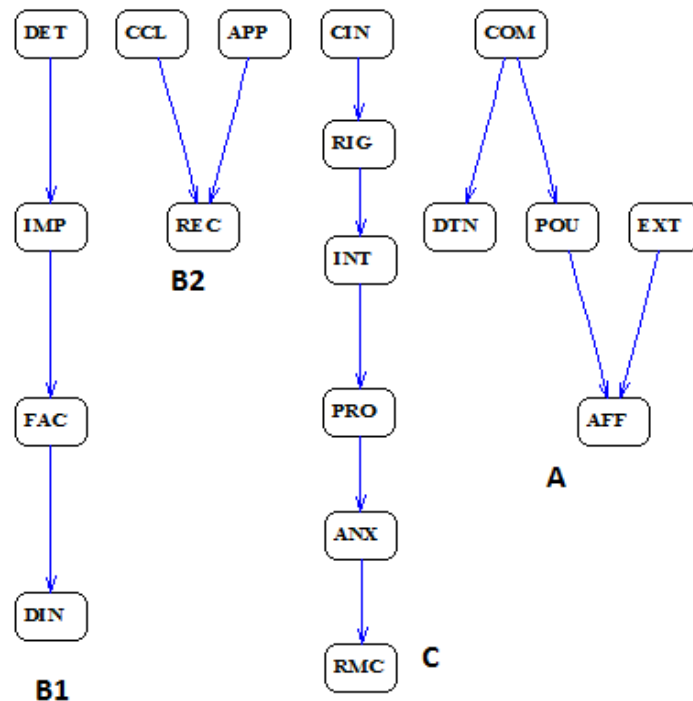 DET CCL APP CIN COM
RIG
IMP REC DTN POU EXT
INT
B2
PRO
FAC AFF
A
ANX
DIN
RMC C
B1